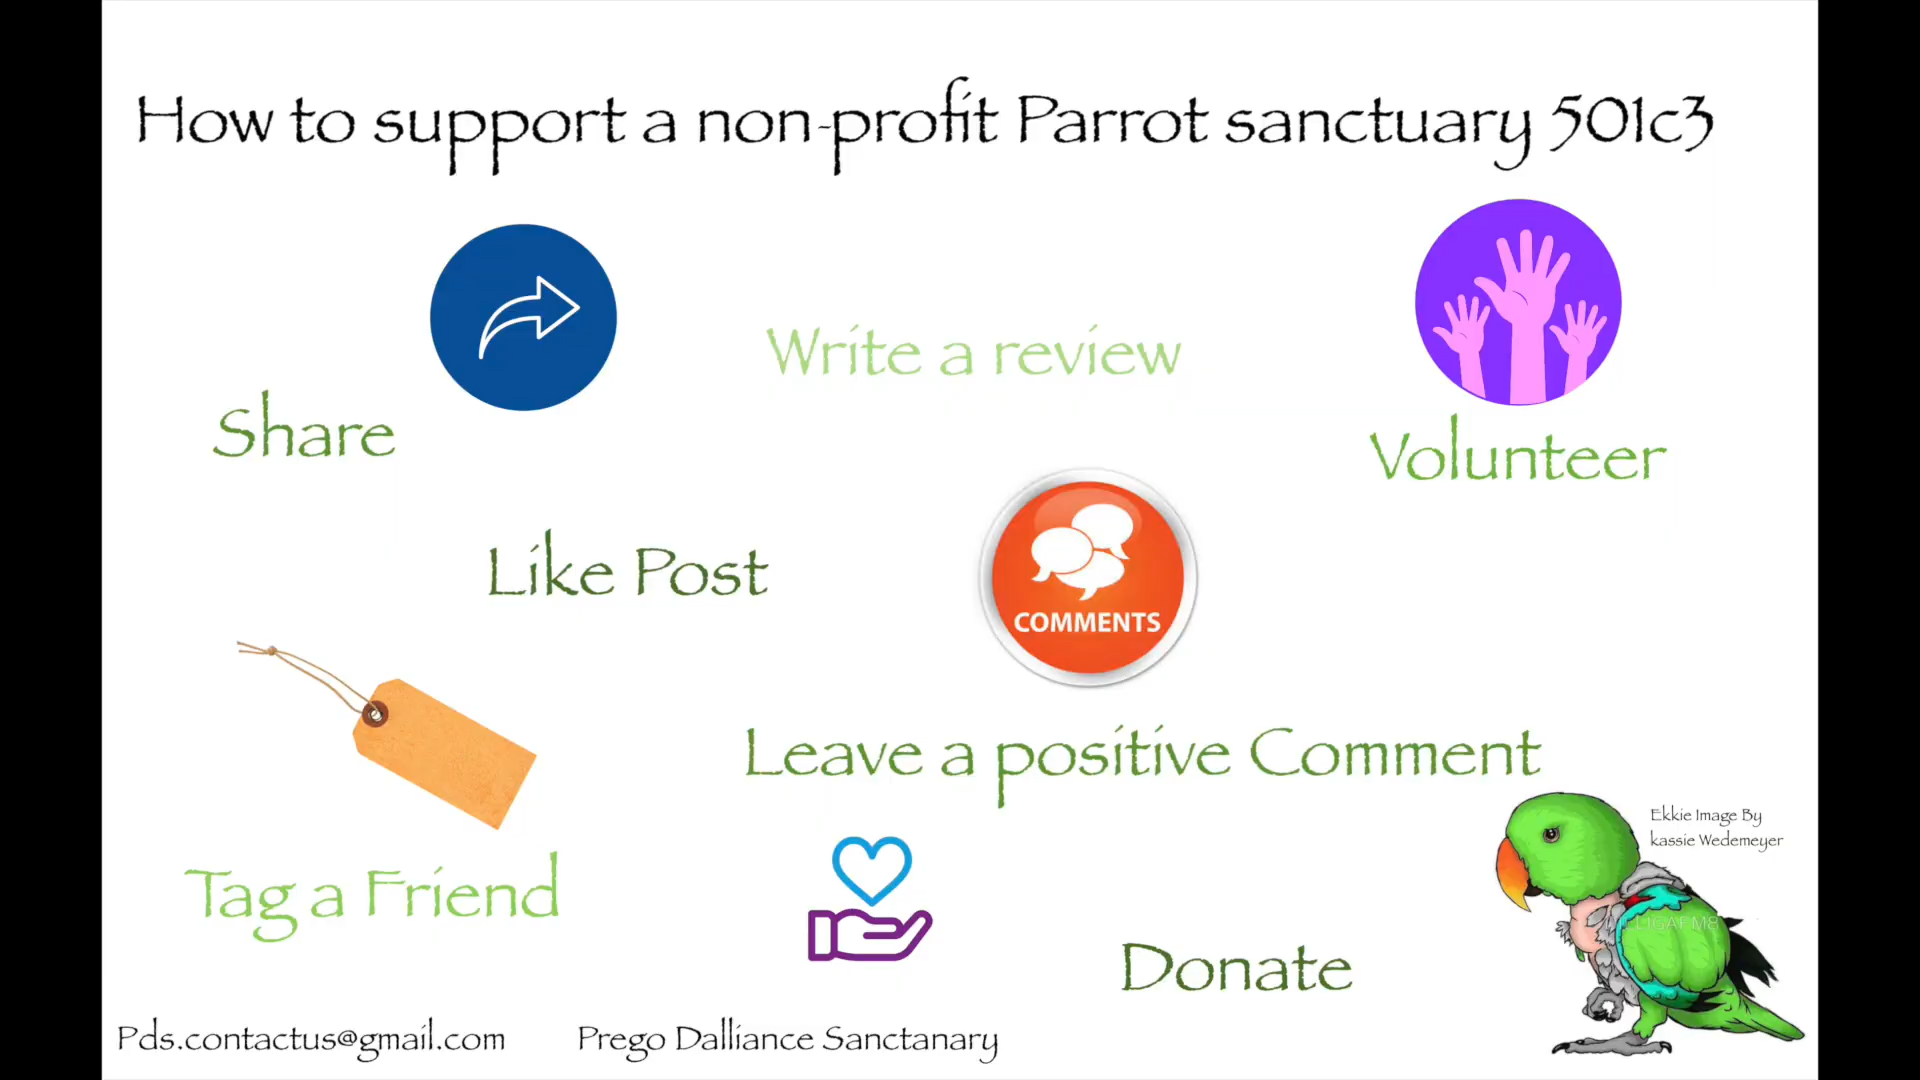 How to support a non-profit Parrot sanctuary 501c3
Write a review
Share
Volunteer
Like Post
COMMENTS
Leave a positive Comment
Ekkie Image By
kassie Wedemeyer
Tag a Friend
Donate
Pds.contactus@gmail.com
Prego Dalliance Sanctanary